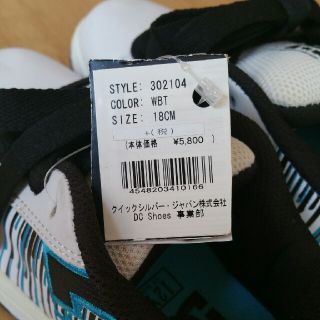 STYLE: 302104
COLOR: WBT
SIZE: 18CM
+(税)
(本体価格 ¥5,800)
4548203410166
クイックシルバー・ジャパン株式会社
DC Shoes 事業部